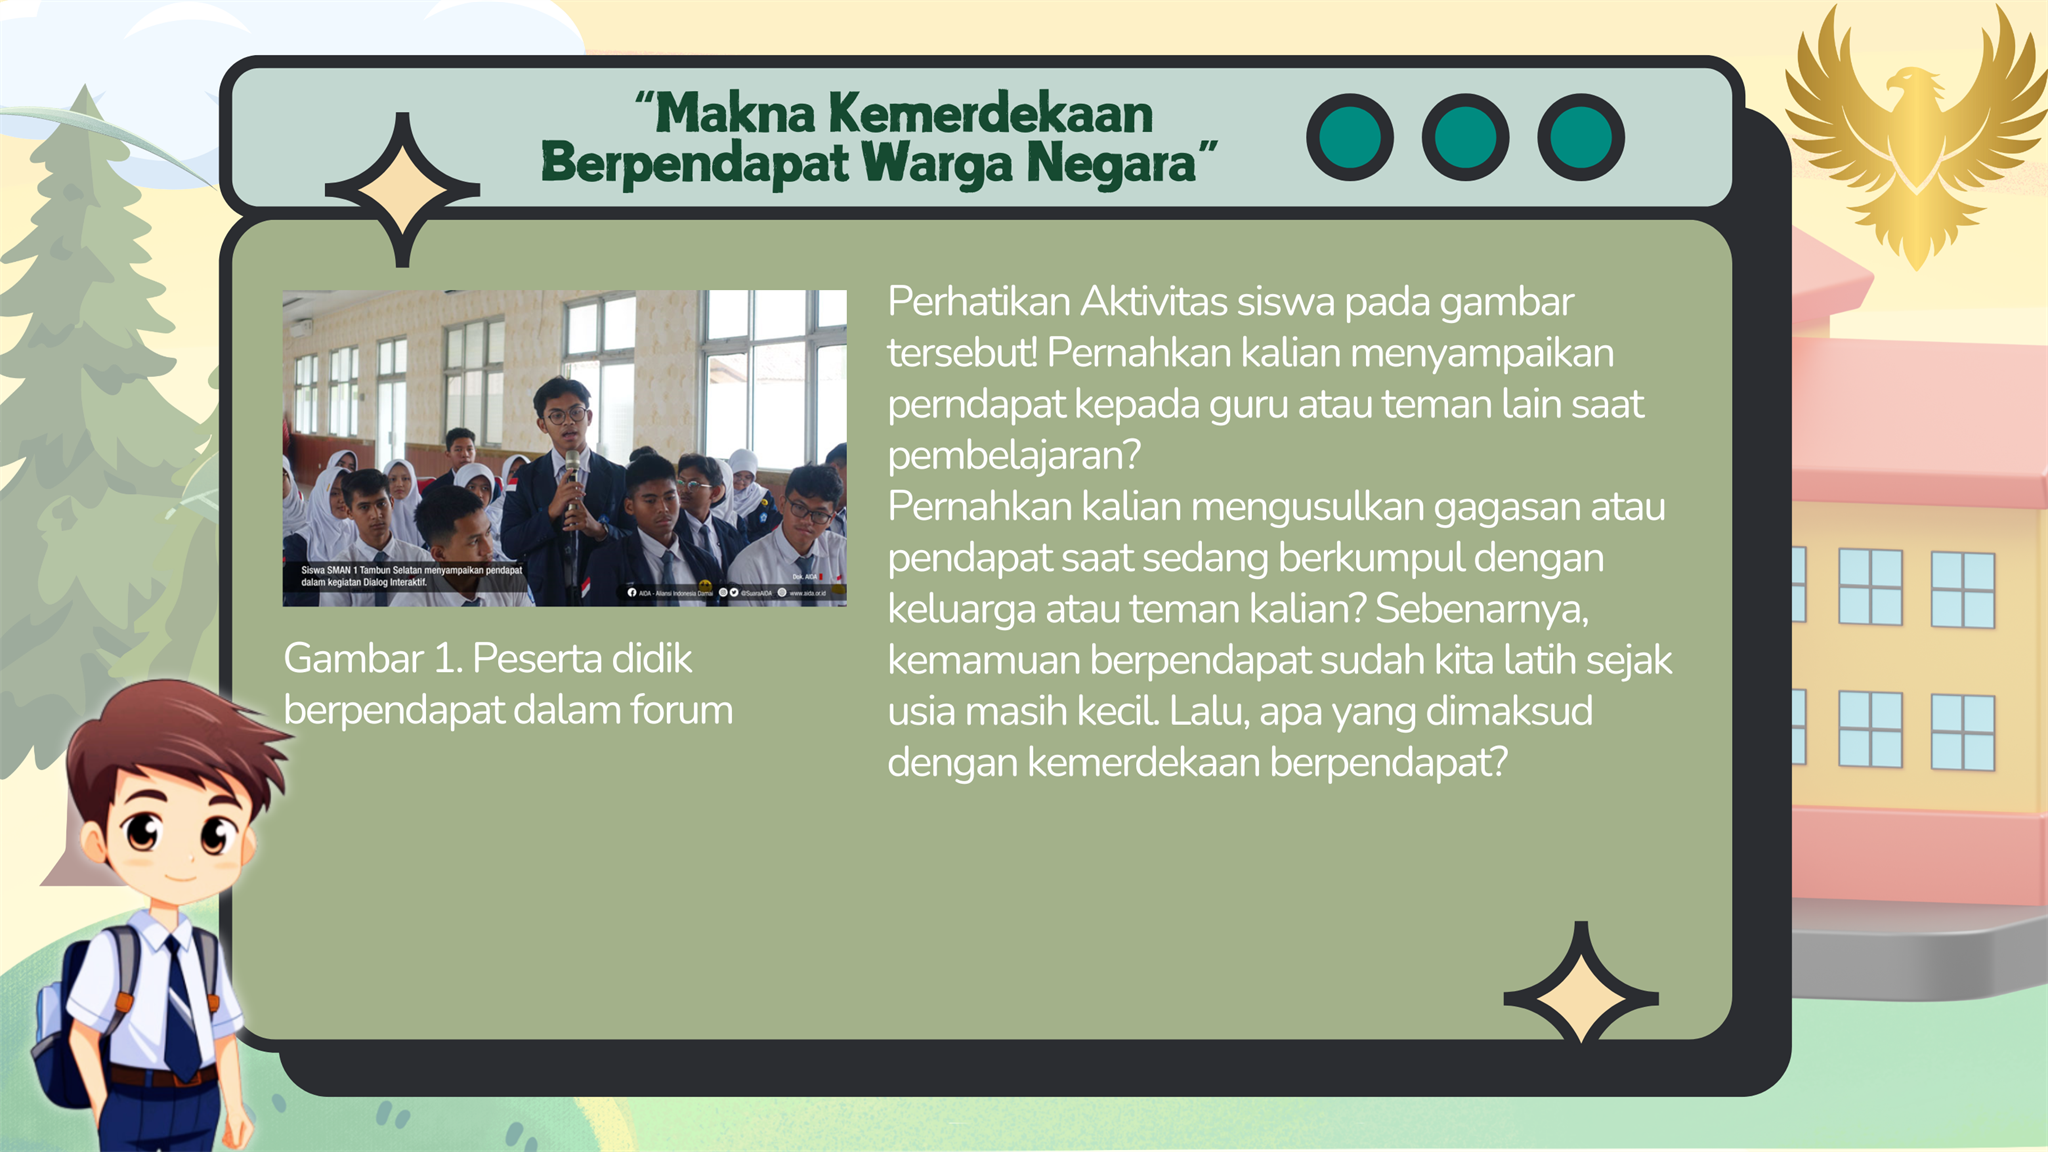 “Makna Kemerdekaan
Berpendapat Warga Negara”
Siswa SMAN 1 Tambun Selatan menyampaikan pendapat
dalam kegiatan Dialog Interaktif.
Dok. AIDA
AIDA - Aliansi Indonesia Damai @SuaraAIDA www.aida.or.id
Gambar 1. Peserta didik
berpendapat dalam forum
Perhatikan Aktivitas siswa pada gambar
tersebut! Pernahkan kalian menyampaikan
perndapat kepada guru atau teman lain saat
pembelajaran?
Pernahkan kalian mengusulkan gagasan atau
pendapat saat sedang berkumpul dengan
keluarga atau teman kalian? Sebenarnya,
kemamuan berpendapat sudah kita latih sejak
usia masih kecil. Lalu, apa yang dimaksud
dengan kemerdekaan berpendapat?